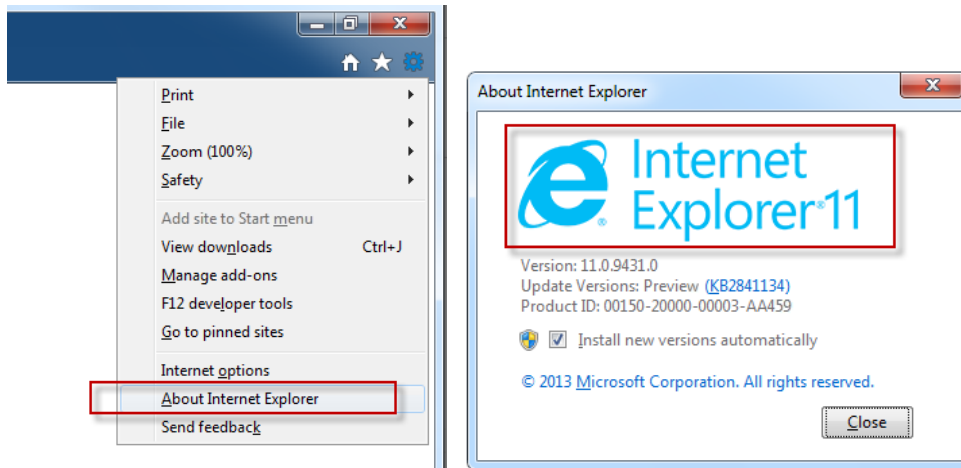 Print
File
Zoom (100%)
Safety
Add site to Start menu
View downloads Ctrl+J
Manage add-ons
F12 developer tools
Go to pinned sites
Internet options
About Internet Explorer
Send feedback
About Internet Explorer
Internet
Explorer®11
Version: 11.0.9431.0
Update Versions: Preview (KB2841134)
Product ID: 00150-20000-00003-AA459
Install new versions automatically
© 2013 Microsoft Corporation. All rights reserved.
Close